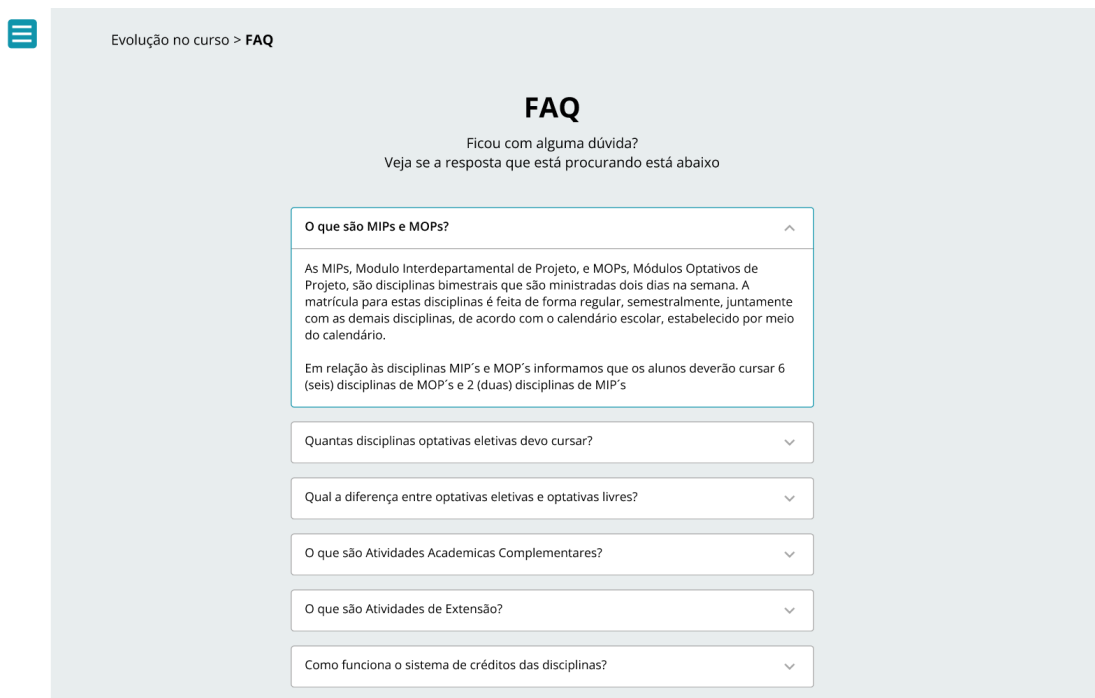 Evolução no curso > FAQ
FAQ
Ficou com alguma dúvida?
Veja se a resposta que está procurando está abaixo
O que são MIPs e MOPs?
As MIPs, Modulo Interdepartamental de Projeto, e MOPs, Módulos Optativos de
Projeto, são disciplinas bimestrais que são ministradas dois dias na semana. A
matrícula para estas disciplinas é feita de forma regular, semestralmente, juntamente
com as demais disciplinas, de acordo com o calendário escolar, estabelecido por meio
do calendário.
Em relação às disciplinas MIP´s e MOP´s informamos que os alunos deverão cursar 6
(seis) disciplinas de MOP´s e 2 (duas) disciplinas de MIP´s
Quantas disciplinas optativas eletivas devo cursar?
Qual a diferença entre optativas eletivas e optativas livres?
O que são Atividades Academicas Complementares?
O que são Atividades de Extensão?
Como funciona o sistema de créditos das disciplinas?